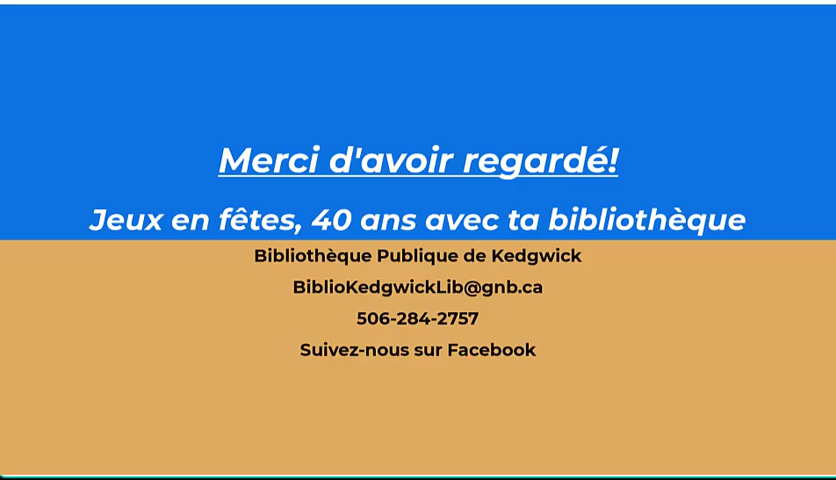 Merci d'avoir regardé!
Jeux en fêtes, 40 ans avec ta bibliothèque
Bibliothèque Publique de Kedgwick
BiblioKedgwickLib@gnb.ca
506-284-2757
Suivez-nous sur Facebook